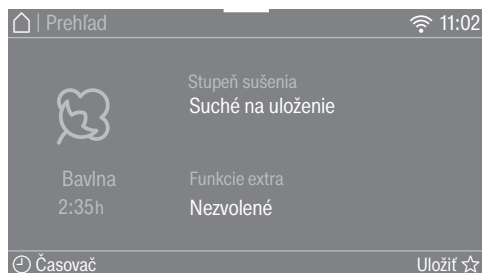 | Prehľad 11:02
Stupeň sušenia
Suché na uloženie
Bavlna
2:35h
Funkcie extra
Nezvolené
Časovač Uložiť